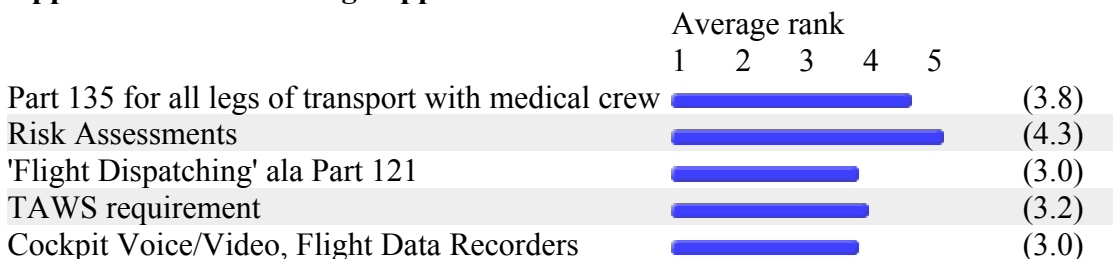 Average rank
1 2 3 4 5
Part 135 for all legs of transport with medical crew (3.8)
Risk Assessments (4.3)
'Flight Dispatching' ala Part 121 (3.0)
TAWS requirement (3.2)
Cockpit Voice/Video, Flight Data Recorders (3.0)